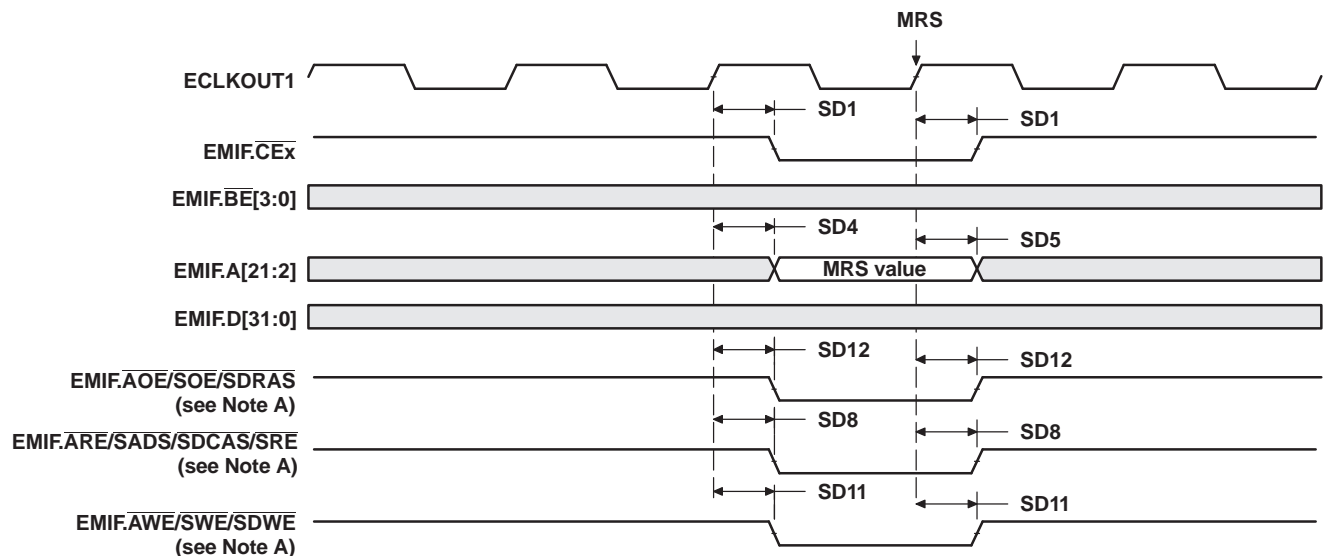 MRS
ECLKOUT1
SD1
SD1
EMIF.CEx
EMIF.BE[3:0]
SD4
SD5
EMIF.A[21:2]
MRS value
EMIF.D[31:0]
SD12
SD12
EMIF.AOE/SOE/SDRAS
(see Note A)
SD8
SD8
EMIF.ARE/SADS/SDCAS/SRE
(see Note A)
SD11
SD11
EMIF.AWE/SWE/SDWE
(see Note A)